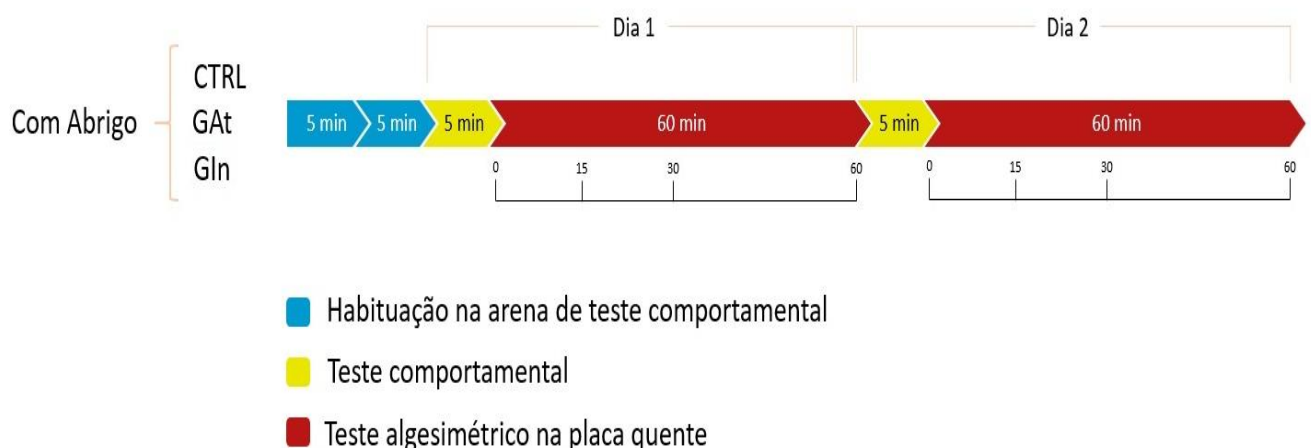 Dia 1
Dia 2
Com Abrigo
CTRL
GAt
GIn
5 min
5 min
5 min
60 min
5 min
60 min
0
15
30
60
0
15
30
60
Habituação na arena de teste comportamental
Teste comportamental
Teste algesimétrico na placa quente